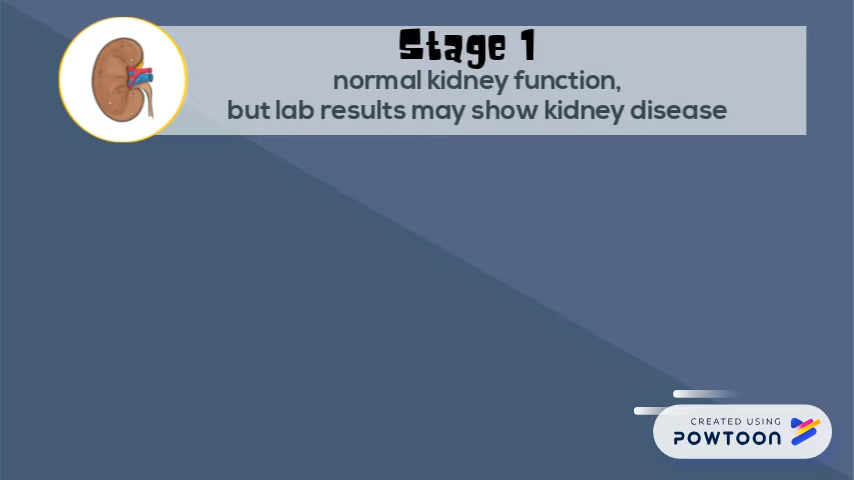 Stage 1
normal kidney function,
but lab results may show kidney disease
CREATED USING
POWTOON